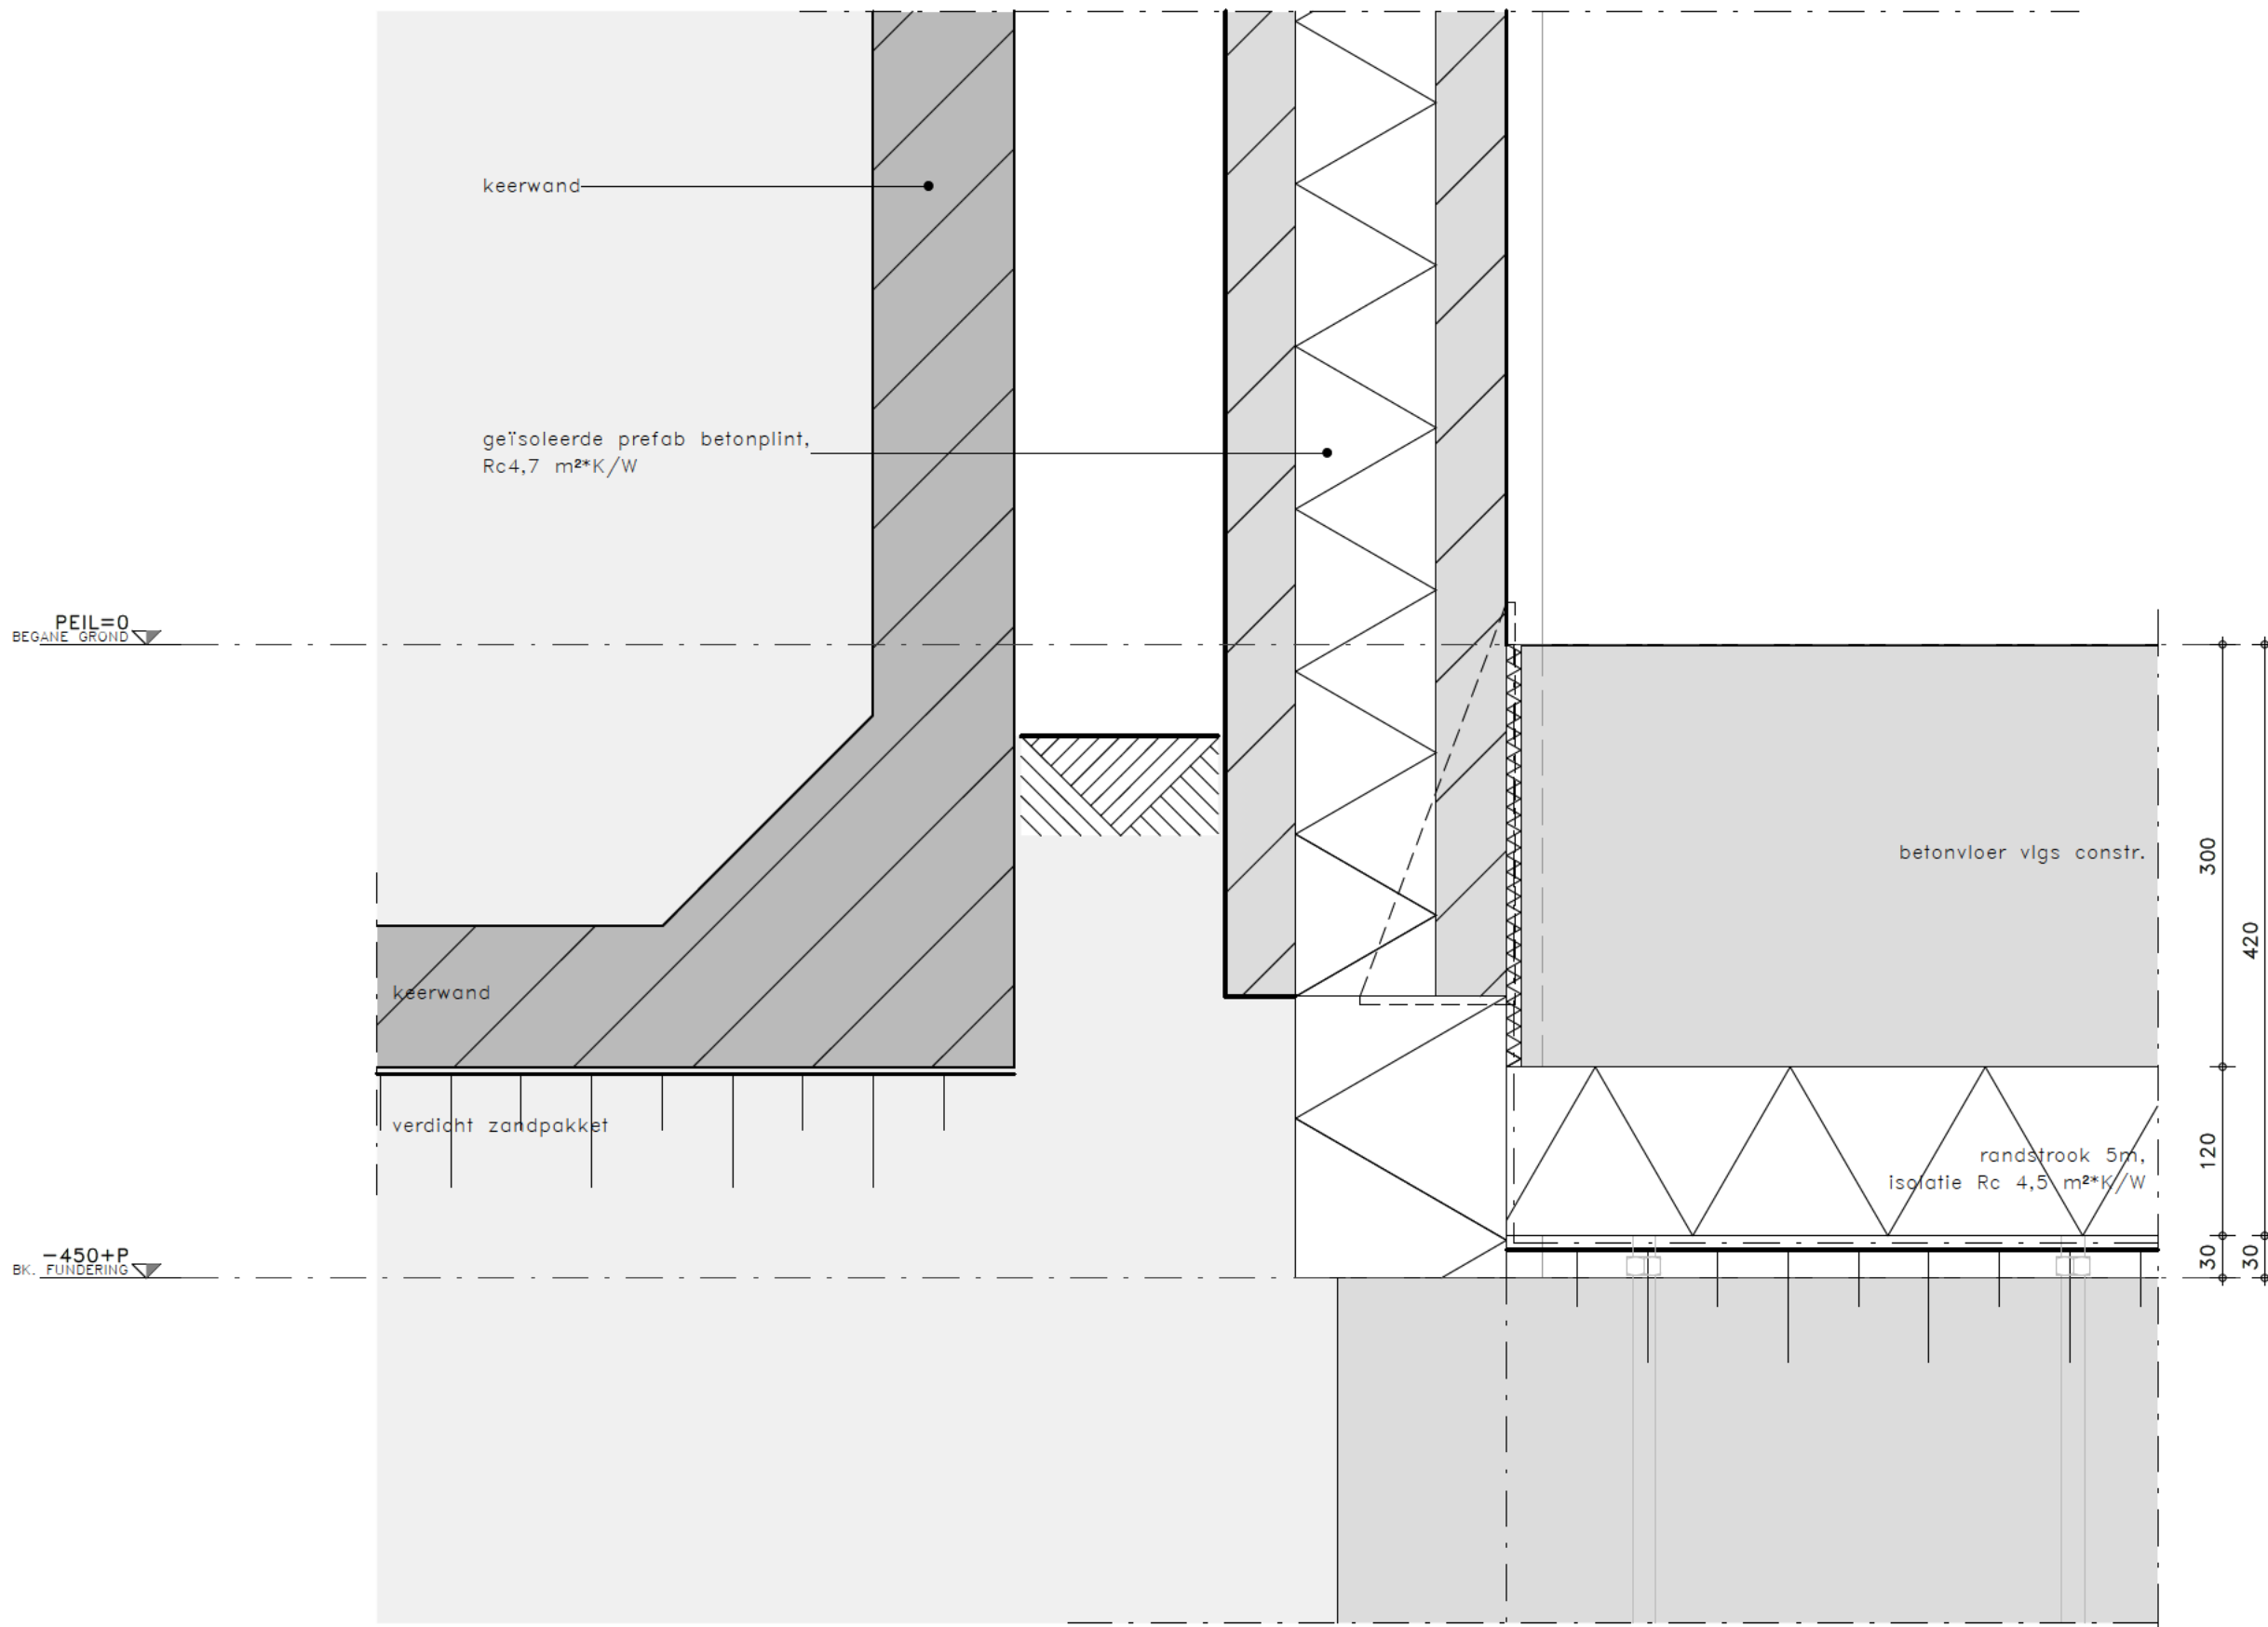 keerwand
geïsoleerde prefab betonplint,
Rc4,7 m²*K/W
PEIL=0
BEGANE GROND
betonvloer vlgs constr.
300
420
keerwand
verdicht zandpakket
randstrook 5m,
isolatie Rc 4,5 m²*K/W
120
-450+P
BK. FUNDERING
30
30